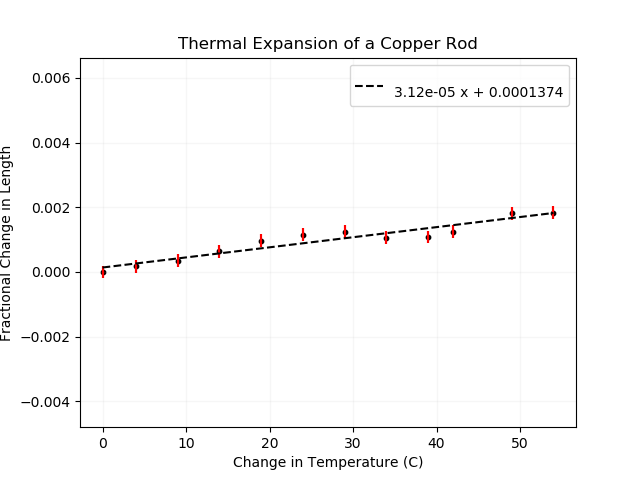 Thermal Expansion of a Copper Rod
3.12e-05 x + 0.0001374
0.006
0.004
0.002
0.000
−0.002
−0.004
Fractional Change in Length
0 10 20 30 40 50
Change in Temperature (C)